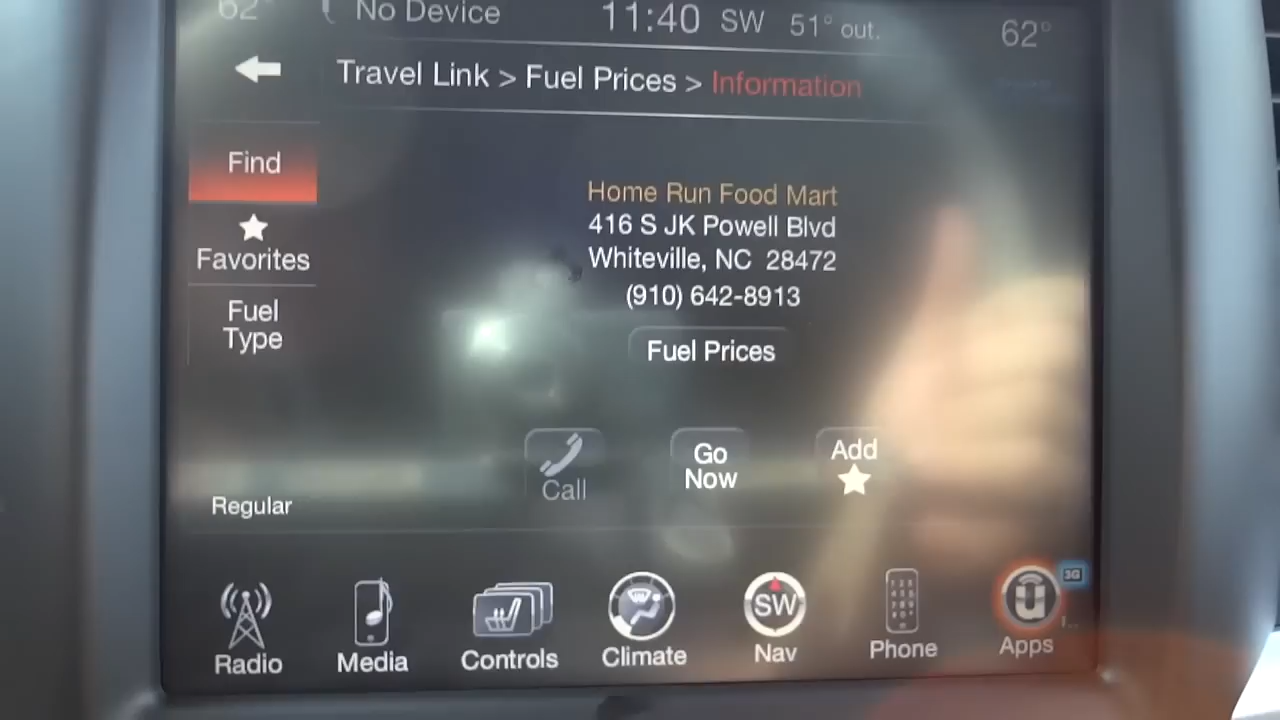 62°
No Device
11:40 SW 51° out.
62°
Travel Link > Fuel Prices > Information
Find
Favorites
Fuel
Type
Home Run Food Mart
416 S JK Powell Blvd
Whiteville, NC 28472
(910) 642-8913
Fuel Prices
Call
Go
Now
Add
Regular
SW
3G
Radio
Media
Controls
Climate
Nav
Phone
Apps